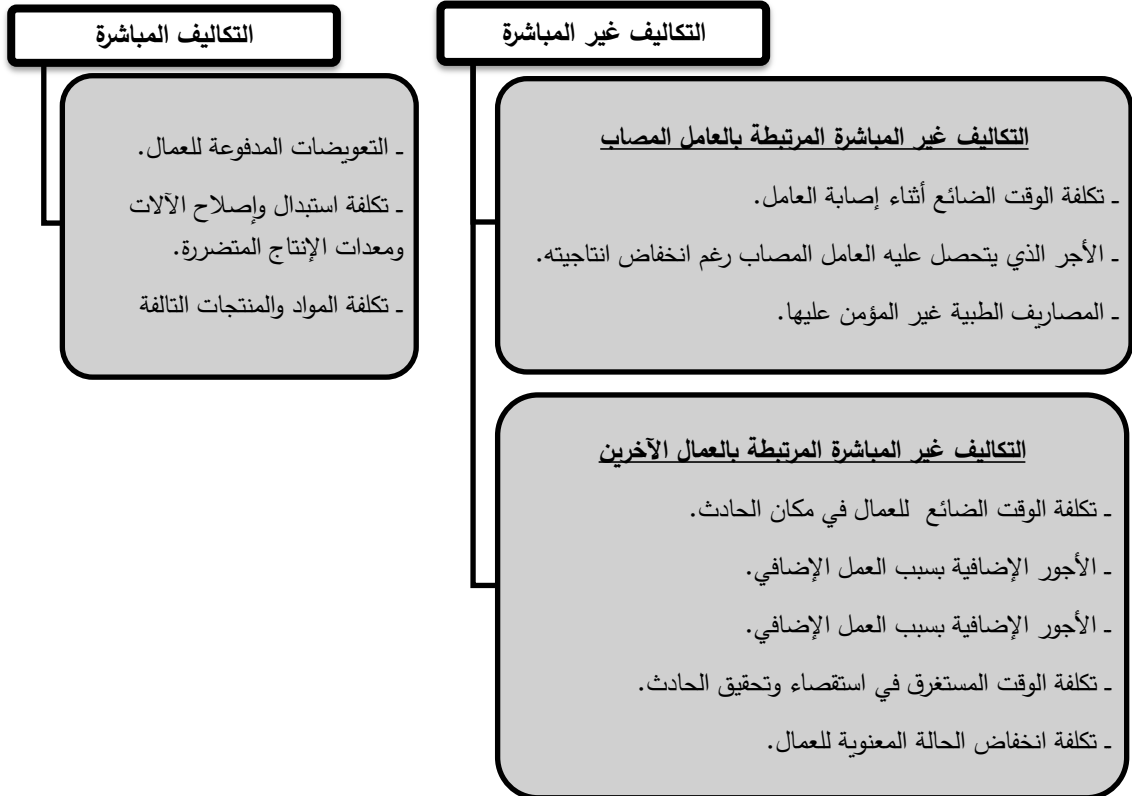 التكاليف غير المباشرة
التكاليف غير المباشرة المرتبطة بالعامل المصاب
ـ تكلفة الوقت الضائع أثناء إصابة العامل.
ـ الأجر الذي يتحصل عليه العامل المصاب رغم انخفاض انتاجيته.
ـ المصاريف الطبية غير المؤمن عليها.
التكاليف غير المباشرة المرتبطة بالعمال الآخرين
ـ تكلفة الوقت الضائع للعمال في مكان الحادث.
ـ الأجور الإضافية بسبب العمل الإضافي.
ـ الأجور الإضافية بسبب العمل الإضافي.
ـ تكلفة الوقت المستغرق في استقصاء وتحقيق الحادث.
ـ تكلفة انخفاض الحالة المعنوية للعمال.
التكاليف المباشرة
ـ التعويضات المدفوعة للعمال.
ـ تكلفة استبدال وإصلاح الآلات
ومعدات الإنتاج المتضررة.
ـ تكلفة المواد والمنتجات التالفة